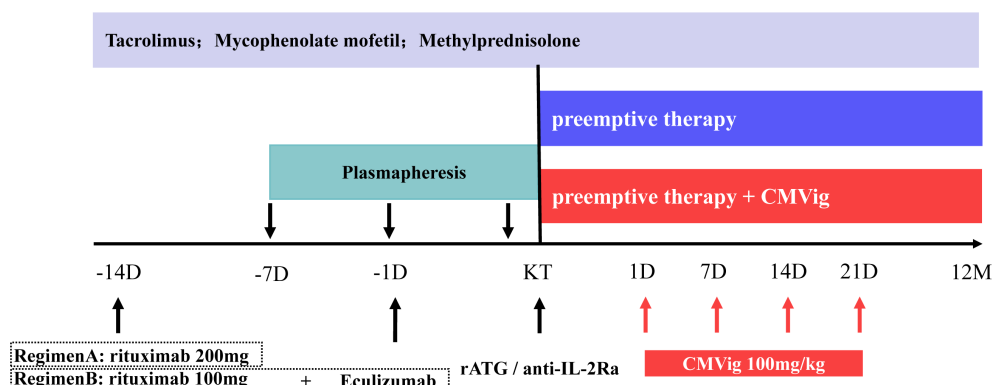 Tacrolimus；Mycophenolate mofetil；Methylprednisolone
preemptive therapy
Plasmapheresis
preemptive therapy + CMVig
-14D -7D -1D KT 1D 7D 14D 21D 12M
RegimenA: rituximab 200mg
rATG / anti-IL-2Ra
CMVig 100mg/kg
RegimenB: rituximab 100mg + Eculizumab